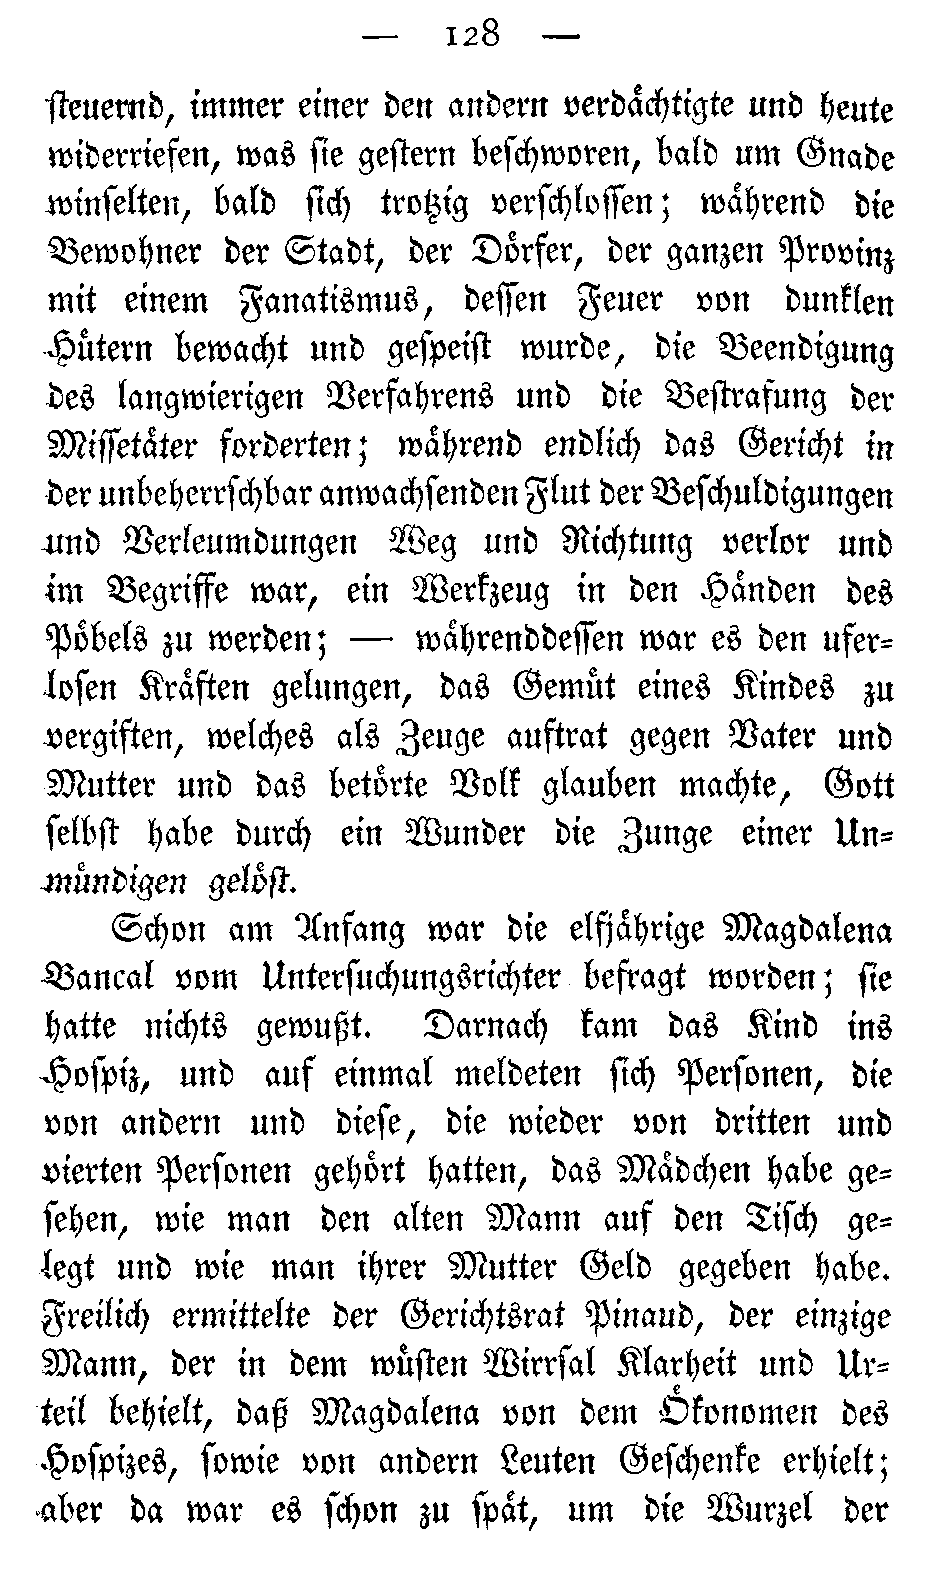 — 128 —
steuernd, immer einer den andern verdächtigte und heute
widerriefen, was sie gestern beschworen, bald um Gnade
winselten, bald sich trotzig verschlossen; während die
Bewohner der Stadt, der Dörfer, der ganzen Provinz
mit einem Fanatismus, dessen Feuer von dunklen
Hütern bewacht und gespeist wurde, die Beendigung
des langwierigen Verfahrens und die Bestrafung der
Missetäter forderten; während endlich das Gericht in
der unbeherrschbar anwachsenden Flut der Beschuldigungen
und Verleumdungen Weg und Richtung verlor und
im Begriffe war, ein Werkzeug in den Händen des
Pöbels zu werden; — währenddessen war es den ufer-
losen Kräften gelungen, das Gemüt eines Kindes zu
vergiften, welches als Zeuge auftrat gegen Vater und
Mutter und das betörte Volk glauben machte, Gott
selbst habe durch ein Wunder die Zunge einer Un-
mündigen gelöst.
Schon am Anfang war die elfjährige Magdalena
Bancal vom Untersuchungsrichter befragt worden; sie
hatte nichts gewußt. Darnach kam das Kind ins
Hospiz, und auf einmal meldeten sich Personen, die
von andern und diese, die wieder von dritten und
vierten Personen gehört hatten, das Mädchen habe ge-
sehen, wie man den alten Mann auf den Tisch ge-
legt und wie man ihrer Mutter Geld gegeben habe.
Freilich ermittelte der Gerichtsrat Pinaud, der einzige
Mann, der in dem wüsten Wirrsal Klarheit und Ur-
teil behielt, daß Magdalena von dem Ökonomen des
Hospizes, sowie von andern Leuten Geschenke erhielt;
aber da war es schon zu spät, um die Wurzel der